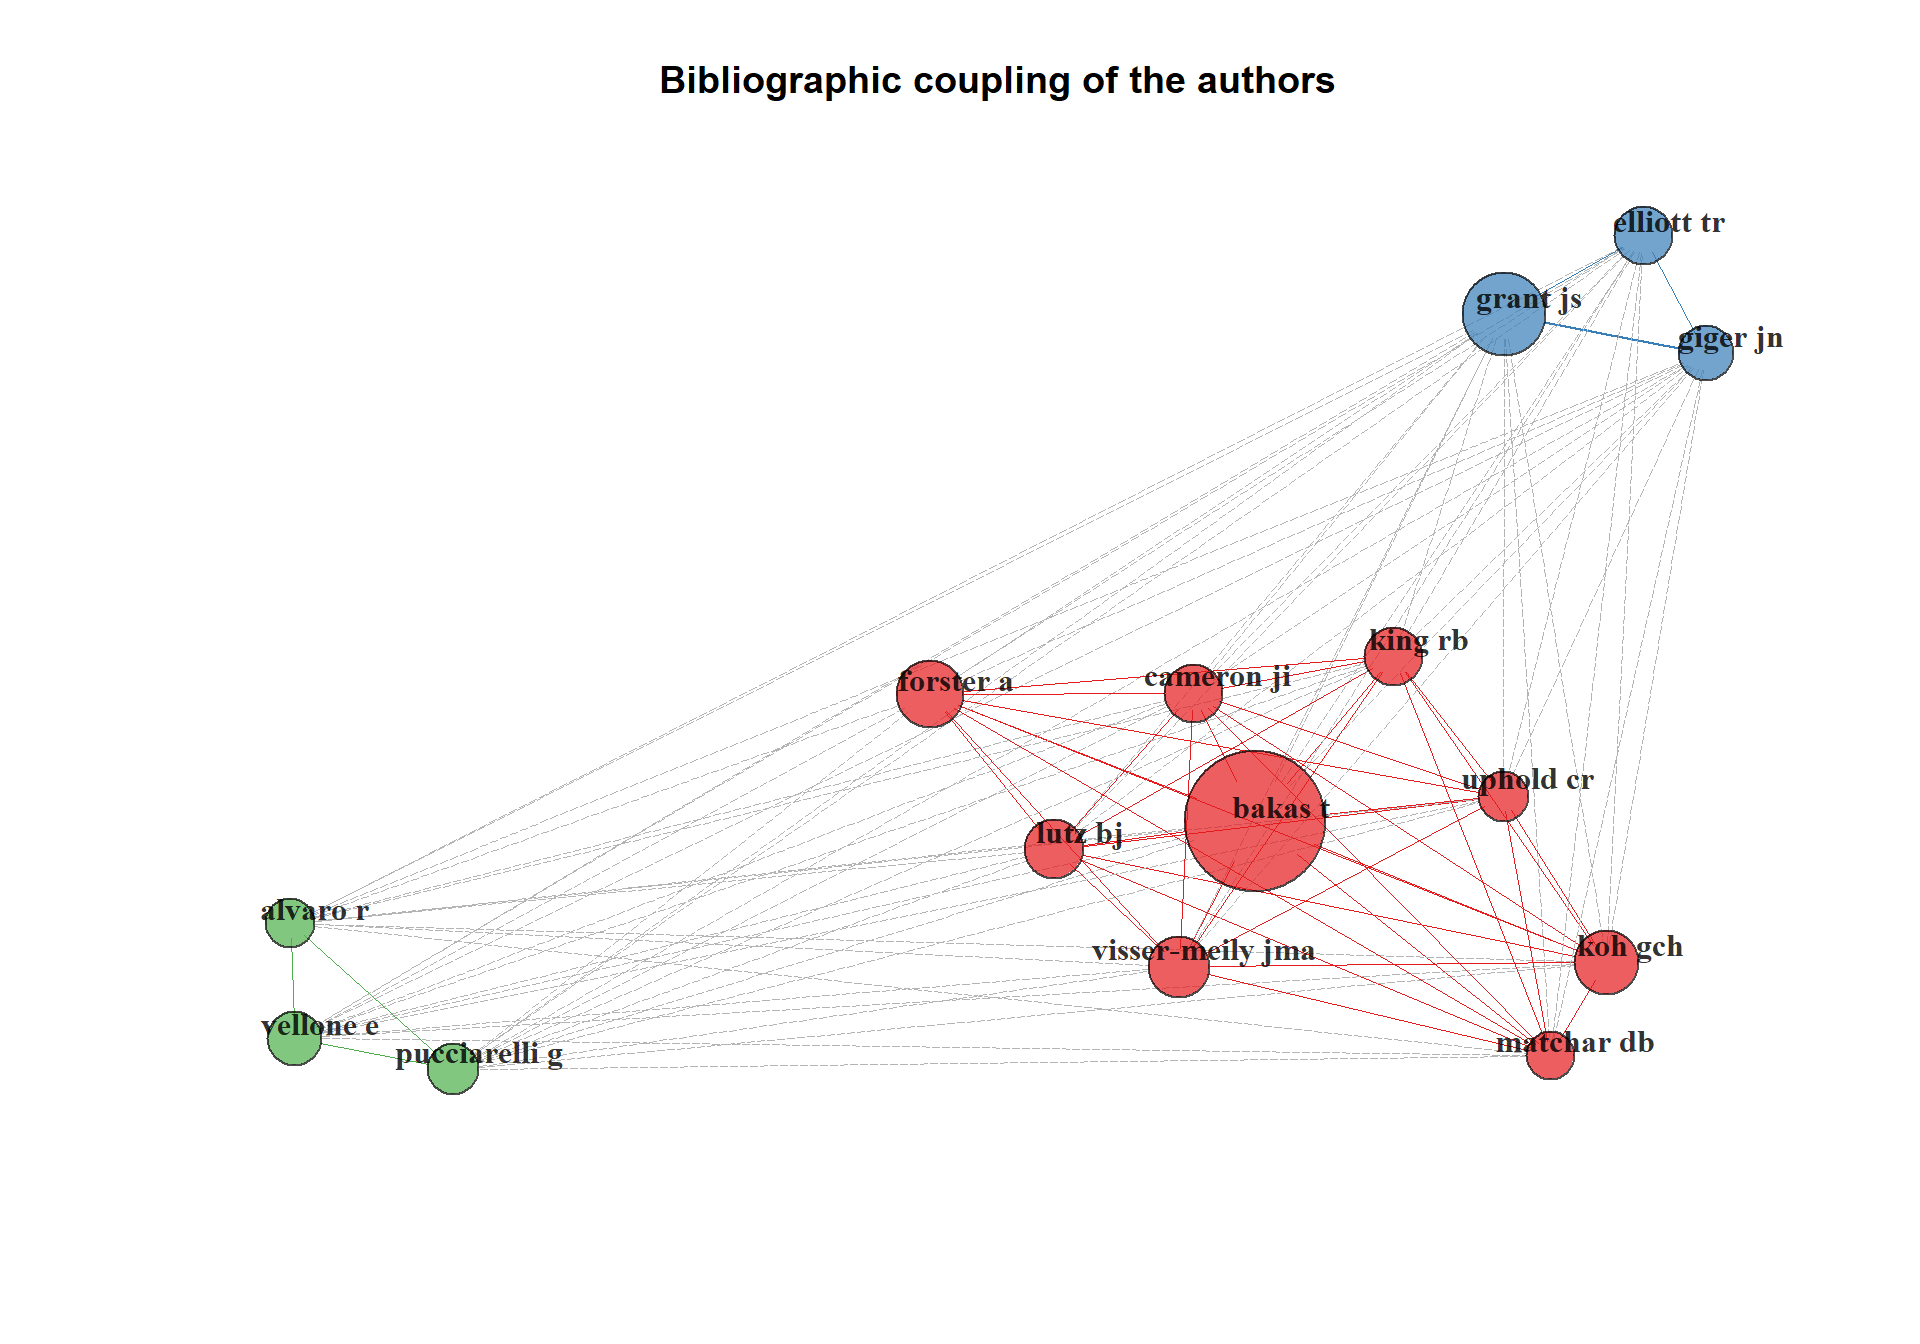 Bibliographic coupling of the authors
elliott tr
grant js
giger jn
king rb
cameron ji
forster a
uphold cr
bakas t
lutz bj
alvaro r
visser-meily jma
koh gch
vellone e
pucciarelli g
matchar db